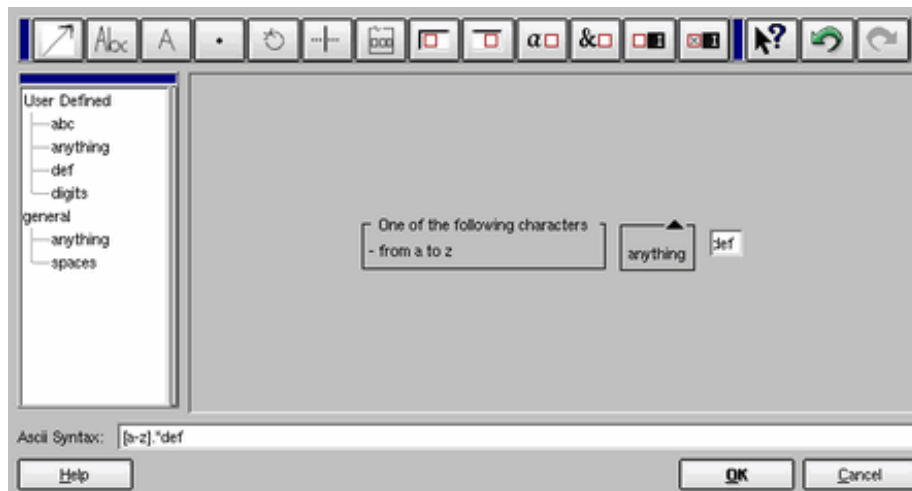 Abc A α & ?
User Defined
abc
anything
def
digits
general
anything
spaces
One of the following characters
- from a to z
anything
def
Ascii Syntax: [a-z].*def
Help OK Cancel